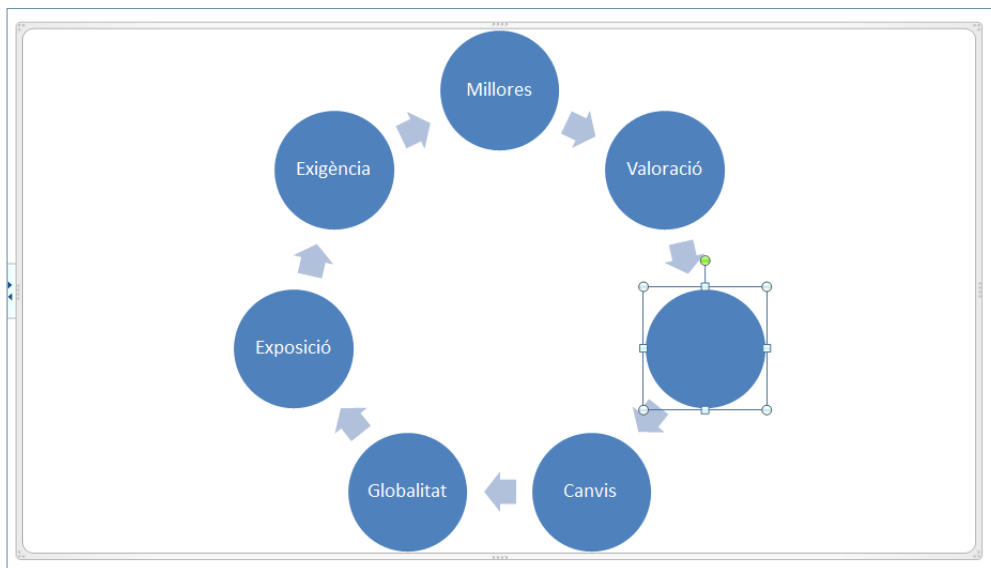 Millores
Valoració
Canvis
Globalitat
Exposició
Exigència